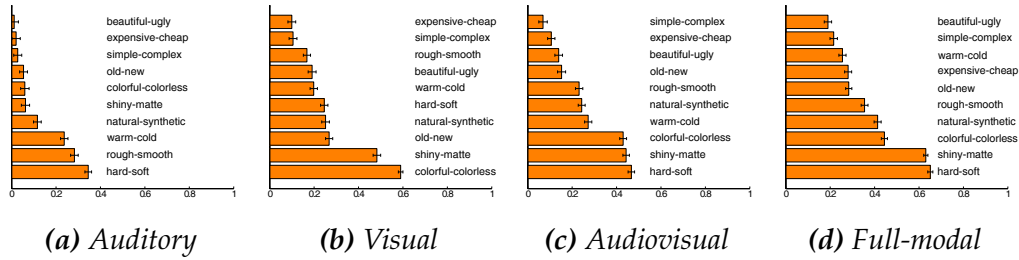 beautiful-ugly
expensive-cheap
simple-complex
old-new
colorful-colorless
shiny-matte
natural-synthetic
warm-cold
rough-smooth
hard-soft
0 0.2 0.4 0.6 0.8 1
(a) Auditory
expensive-cheap
simple-complex
rough-smooth
beautiful-ugly
warm-cold
hard-soft
natural-synthetic
old-new
shiny-matte
colorful-colorless
0 0.2 0.4 0.6 0.8 1
(b) Visual
simple-complex
expensive-cheap
beautiful-ugly
old-new
rough-smooth
natural-synthetic
warm-cold
colorful-colorless
shiny-matte
hard-soft
0 0.2 0.4 0.6 0.8 1
(c) Audiovisual
beautiful-ugly
simple-complex
warm-cold
expensive-cheap
old-new
rough-smooth
natural-synthetic
colorful-colorless
shiny-matte
hard-soft
0 0.2 0.4 0.6 0.8 1
(d) Full-modal